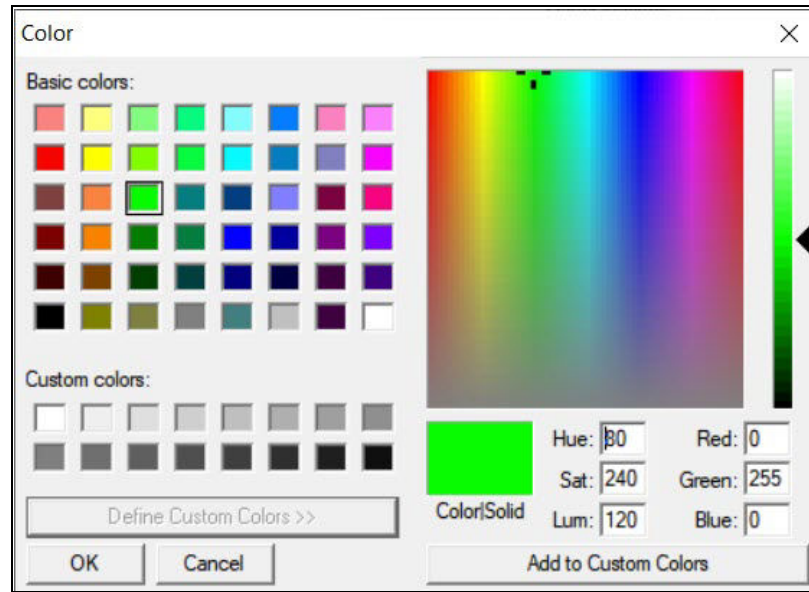 Color
Basic colors:
Custom colors:
Define Custom Colors >>
OK Cancel
Color|Solid
Hue: 80 Red: 0
Sat: 240 Green: 255
Lum: 120 Blue: 0
Add to Custom Colors